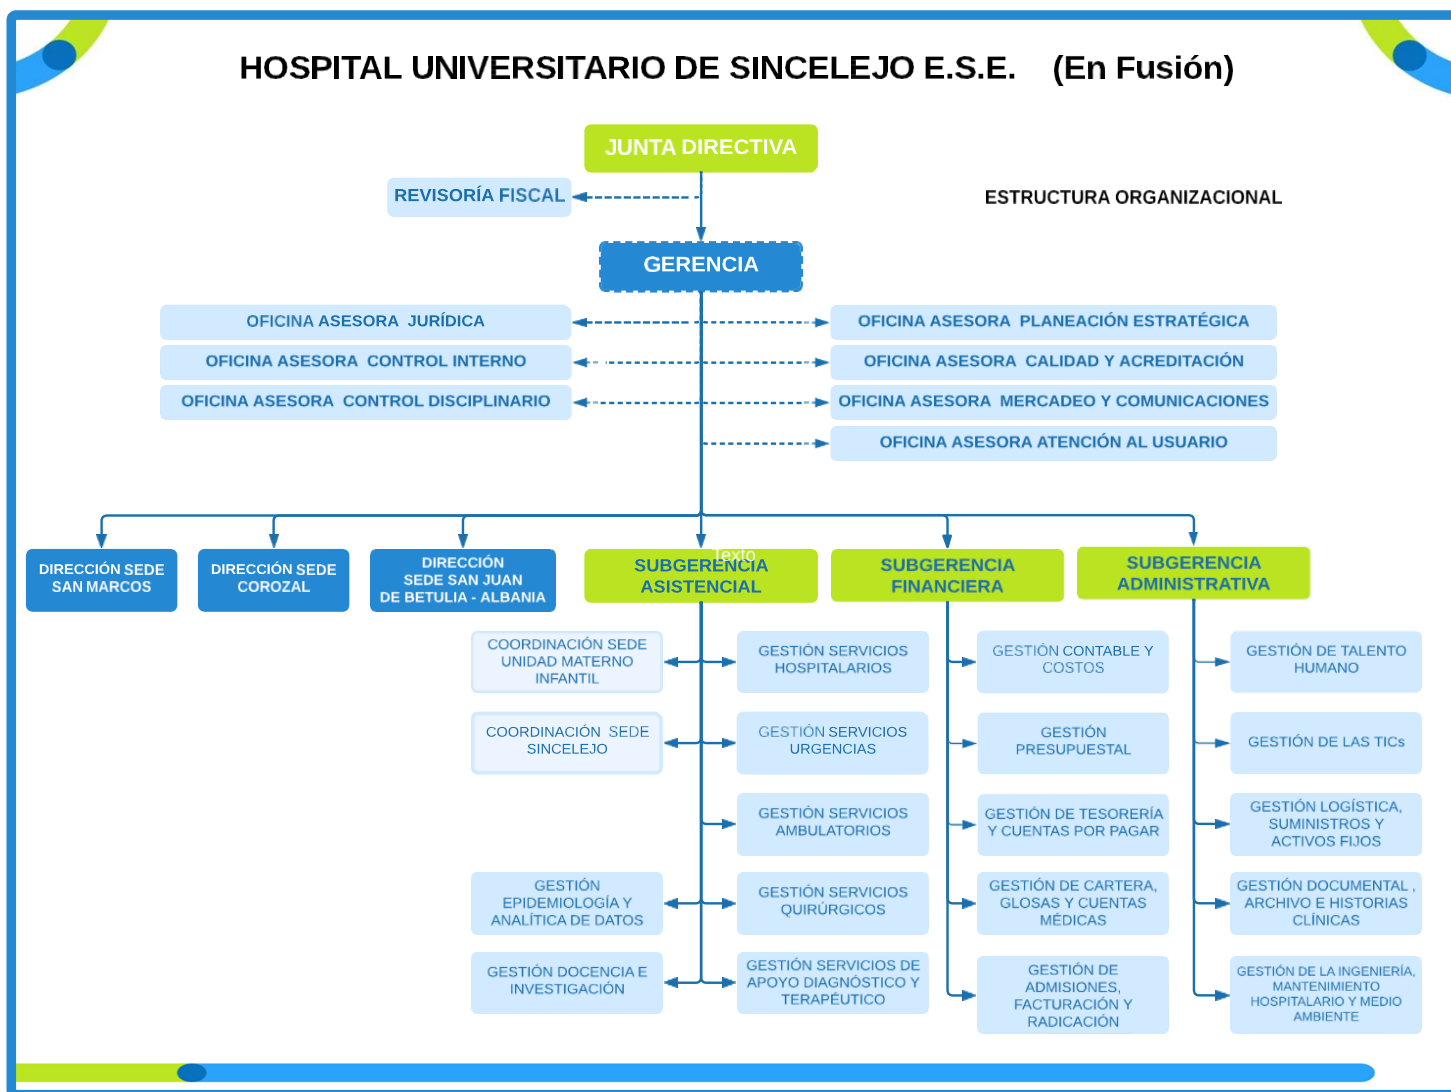 HOSPITAL UNIVERSITARIO DE SINCELEJO E.S.E. (En Fusión)
JUNTA DIRECTIVA
REVISORÍA FISCAL
ESTRUCTURA ORGANIZACIONAL
GERENCIA
OFICINA ASESORA JURÍDICA
OFICINA ASESORA PLANEACIÓN ESTRATÉGICA
OFICINA ASESORA CONTROL INTERNO
OFICINA ASESORA CALIDAD Y ACREDITACIÓN
OFICINA ASESORA CONTROL DISCIPLINARIO
OFICINA ASESORA MERCADEO Y COMUNICACIONES
OFICINA ASESORA ATENCIÓN AL USUARIO
DIRECCIÓN SEDE
SAN MARCOS
DIRECCIÓN SEDE
COROZAL
DIRECCIÓN
SEDE SAN JUAN
DE BETULIA - ALBANIA
Texto
SUBGERENCIA
ASISTENCIAL
SUBGERENCIA
FINANCIERA
SUBGERENCIA
ADMINISTRATIVA
COORDINACIÓN SEDE
UNIDAD MATERNO
INFANTIL
GESTIÓN SERVICIOS
HOSPITALARIOS
GESTIÓN CONTABLE Y
COSTOS
GESTIÓN DE TALENTO
HUMANO
COORDINACIÓN SEDE
SINCELEJO
GESTIÓN SERVICIOS
URGENCIAS
GESTIÓN
PRESUPUESTAL
GESTIÓN DE LAS TICs
GESTIÓN SERVICIOS
AMBULATORIOS
GESTIÓN DE TESORERÍA
Y CUENTAS POR PAGAR
GESTIÓN LOGÍSTICA,
SUMINISTROS Y
ACTIVOS FIJOS
GESTIÓN
EPIDEMIOLOGÍA Y
ANALÍTICA DE DATOS
GESTIÓN SERVICIOS
QUIRÚRGICOS
GESTIÓN DE CARTERA,
GLOSAS Y CUENTAS
MÉDICAS
GESTIÓN DOCUMENTAL ,
ARCHIVO E HISTORIAS
CLÍNICAS
GESTIÓN DOCENCIA E
INVESTIGACIÓN
GESTIÓN SERVICIOS DE
APOYO DIAGNÓSTICO Y
TERAPÉUTICO
GESTIÓN DE
ADMISIONES,
FACTURACIÓN Y
RADICACIÓN
GESTIÓN DE LA INGENIERÍA,
MANTENIMIENTO
HOSPITALARIO Y MEDIO
AMBIENTE